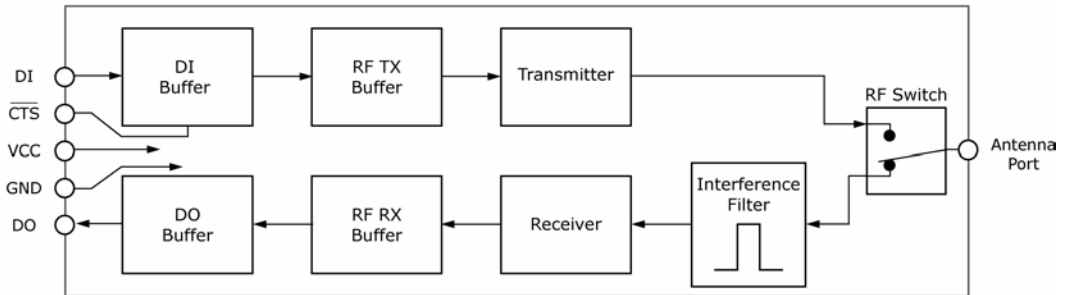 DI
C̅T̅S̅
VCC
GND
DO
DI
Buffer
RF TX
Buffer
Transmitter
RF Switch
Antenna
Port
DO
Buffer
RF RX
Buffer
Receiver
Interference
Filter